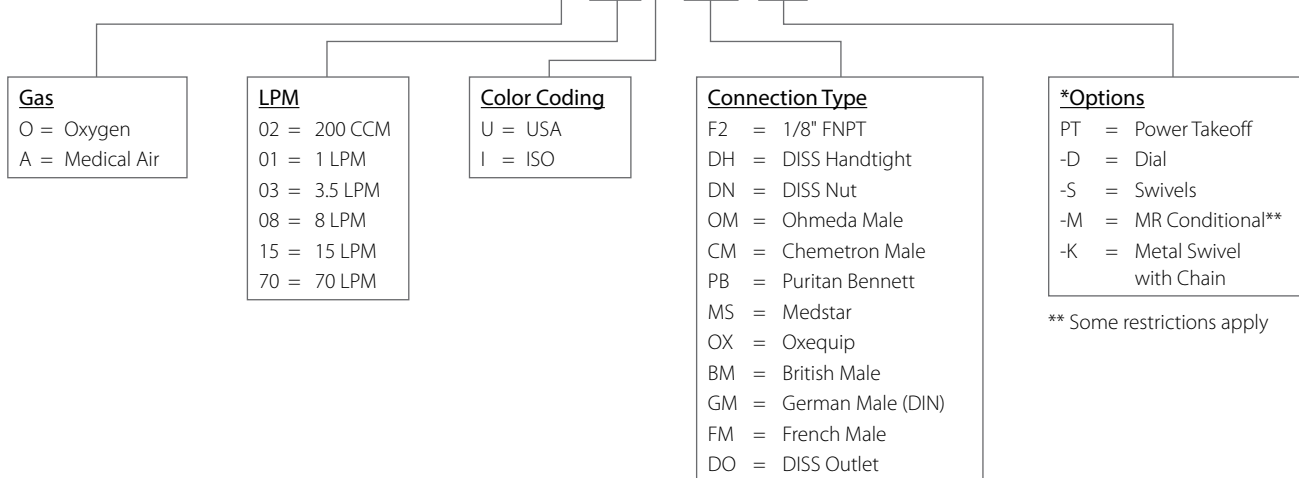 Gas
O = Oxygen
A = Medical Air
LPM
02 = 200 CCM
01 = 1 LPM
03 = 3.5 LPM
08 = 8 LPM
15 = 15 LPM
70 = 70 LPM
Color Coding
U = USA
I = ISO
Connection Type
F2 = 1/8" FNPT
DH = DISS Handtight
DN = DISS Nut
OM = Ohmeda Male
CM = Chemetron Male
PB = Puritan Bennett
MS = Medstar
OX = Oxequip
BM = British Male
GM = German Male (DIN)
FM = French Male
DO = DISS Outlet
*Options
PT = Power Takeoff
-D = Dial
-S = Swivels
-M = MR Conditional**
-K = Metal Swivel
with Chain
** Some restrictions apply